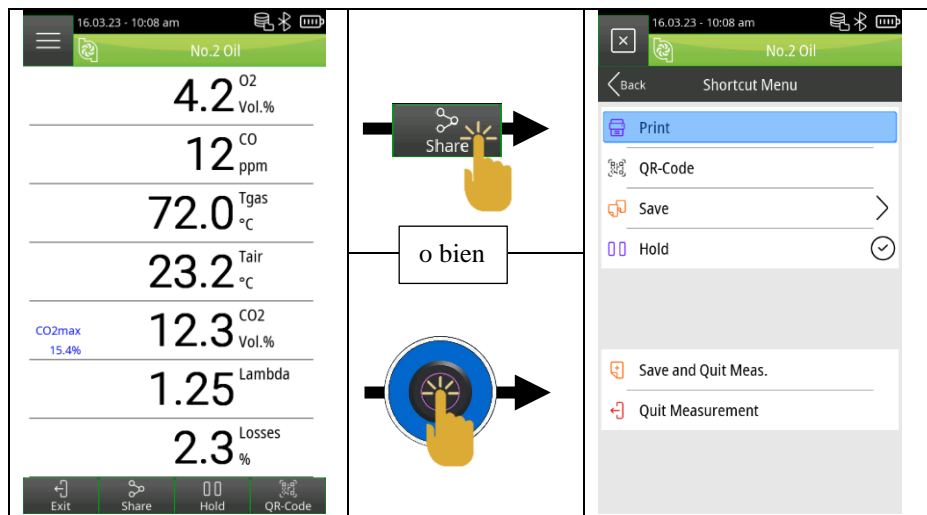 16.03.23 - 10:08 am
No.2 Oil
4.2 O2 Vol.%
12 CO ppm
72.0 Tgas °C
23.2 Tair °C
CO2max 15.4%
12.3 CO2 Vol.%
1.25 Lambda
2.3 Losses %
Exit Share Hold QR-Code
Share
o bien
16.03.23 - 10:08 am
No.2 Oil
Back Shortcut Menu
Print
QR-Code
Save
Hold
Save and Quit Meas.
Quit Measurement